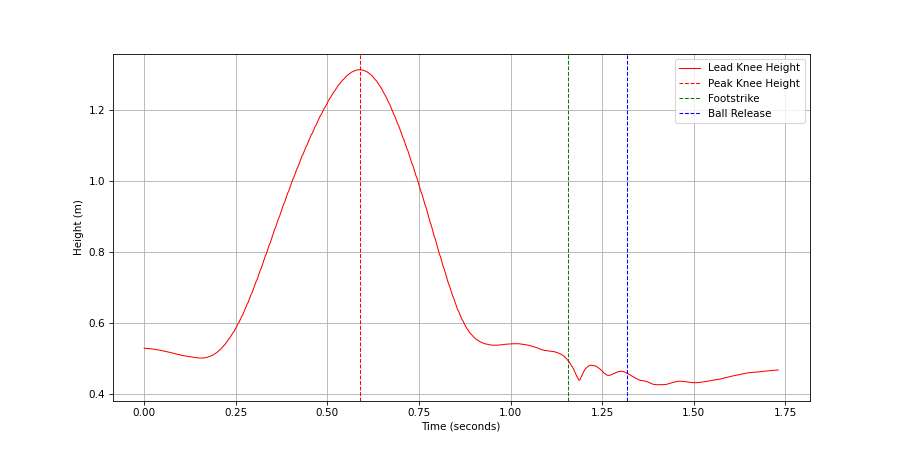 Lead Knee Height
Peak Knee Height
Footstrike
Ball Release
1.2
1.0
0.8
0.6
0.4
Height (m)
0.00 0.25 0.50 0.75 1.00 1.25 1.50 1.75
Time (seconds)